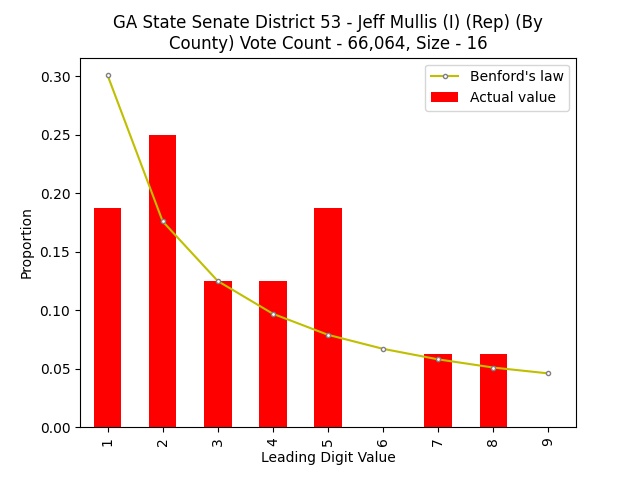 GA State Senate District 53 - Jeff Mullis (I) (Rep) (By
County) Vote Count - 66,064, Size - 16
Benford's law
Actual value
Proportion
0.30
0.25
0.20
0.15
0.10
0.05
0.00
1 2 3 4 5 6 7 8 9
Leading Digit Value